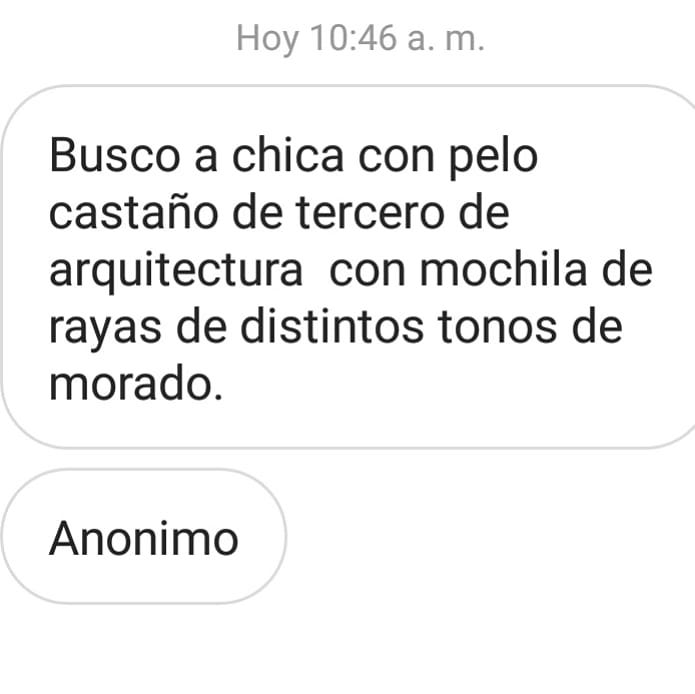 Hoy 10:46 a. m.
Busco a chica con pelo
castaño de tercero de
arquitectura  con mochila de
rayas de distintos tonos de
morado.
Anonimo